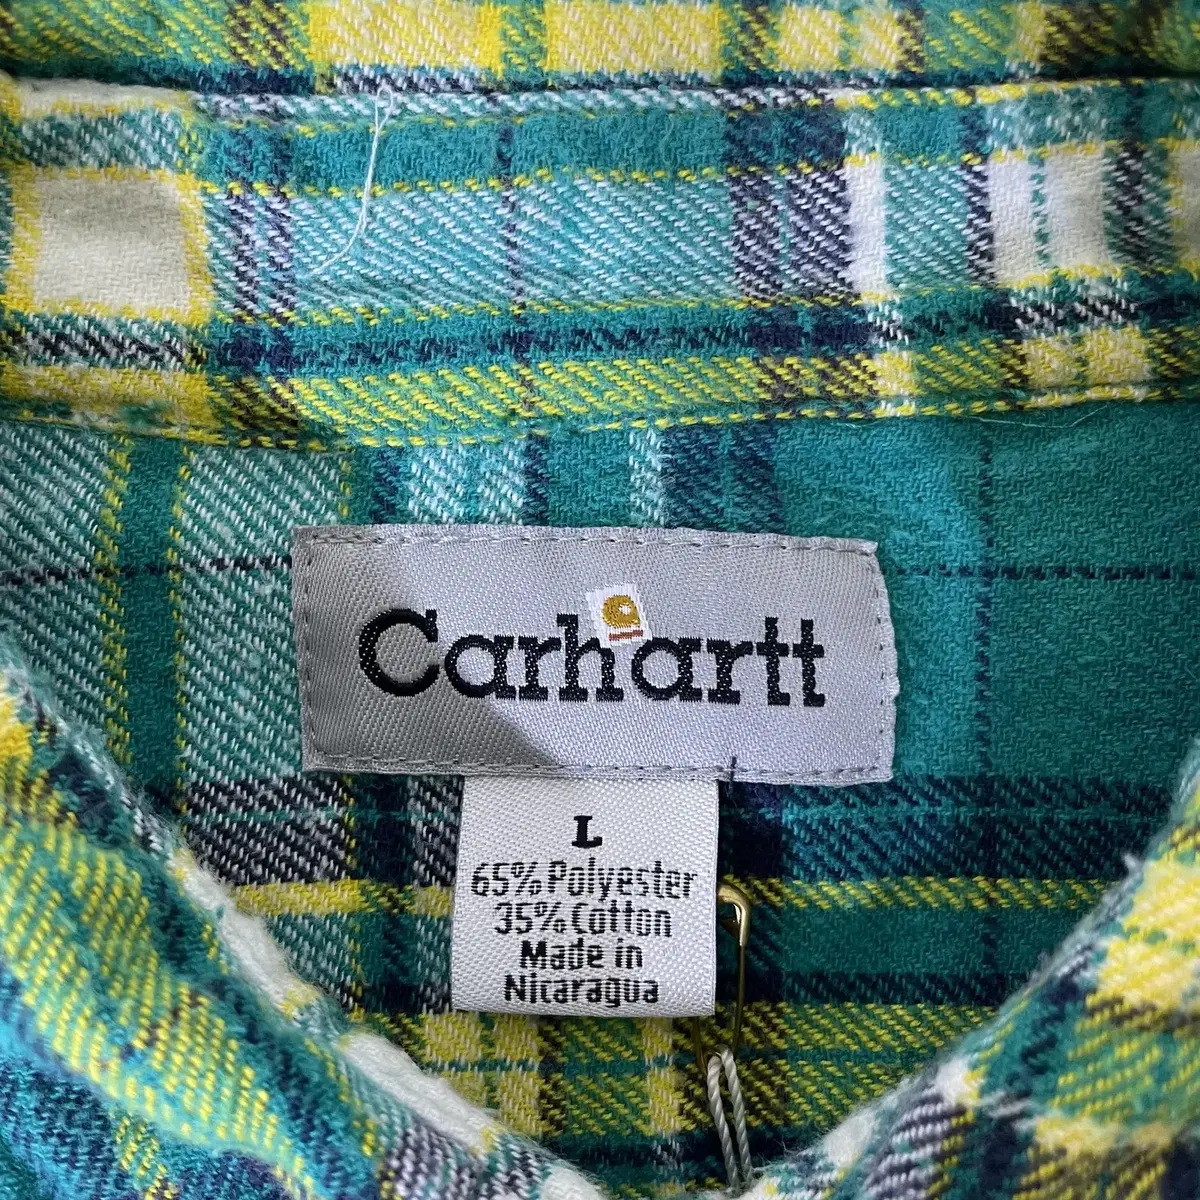 Carhartt
L
65% Polyester
35% Cotton
Made in
Nicaragua